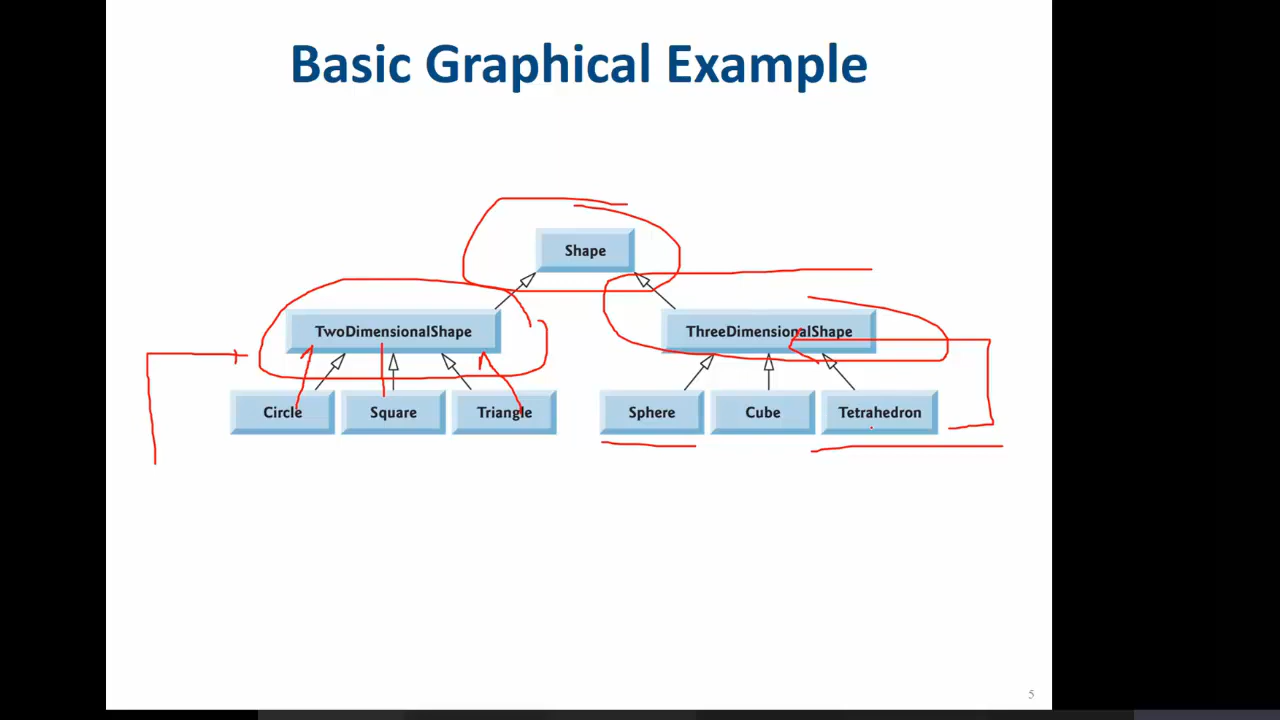 Basic Graphical Example
Shape
TwoDimensionalShape ThreeDimensionalShape
Circle Square Triangle Sphere Cube Tetrahedron
5